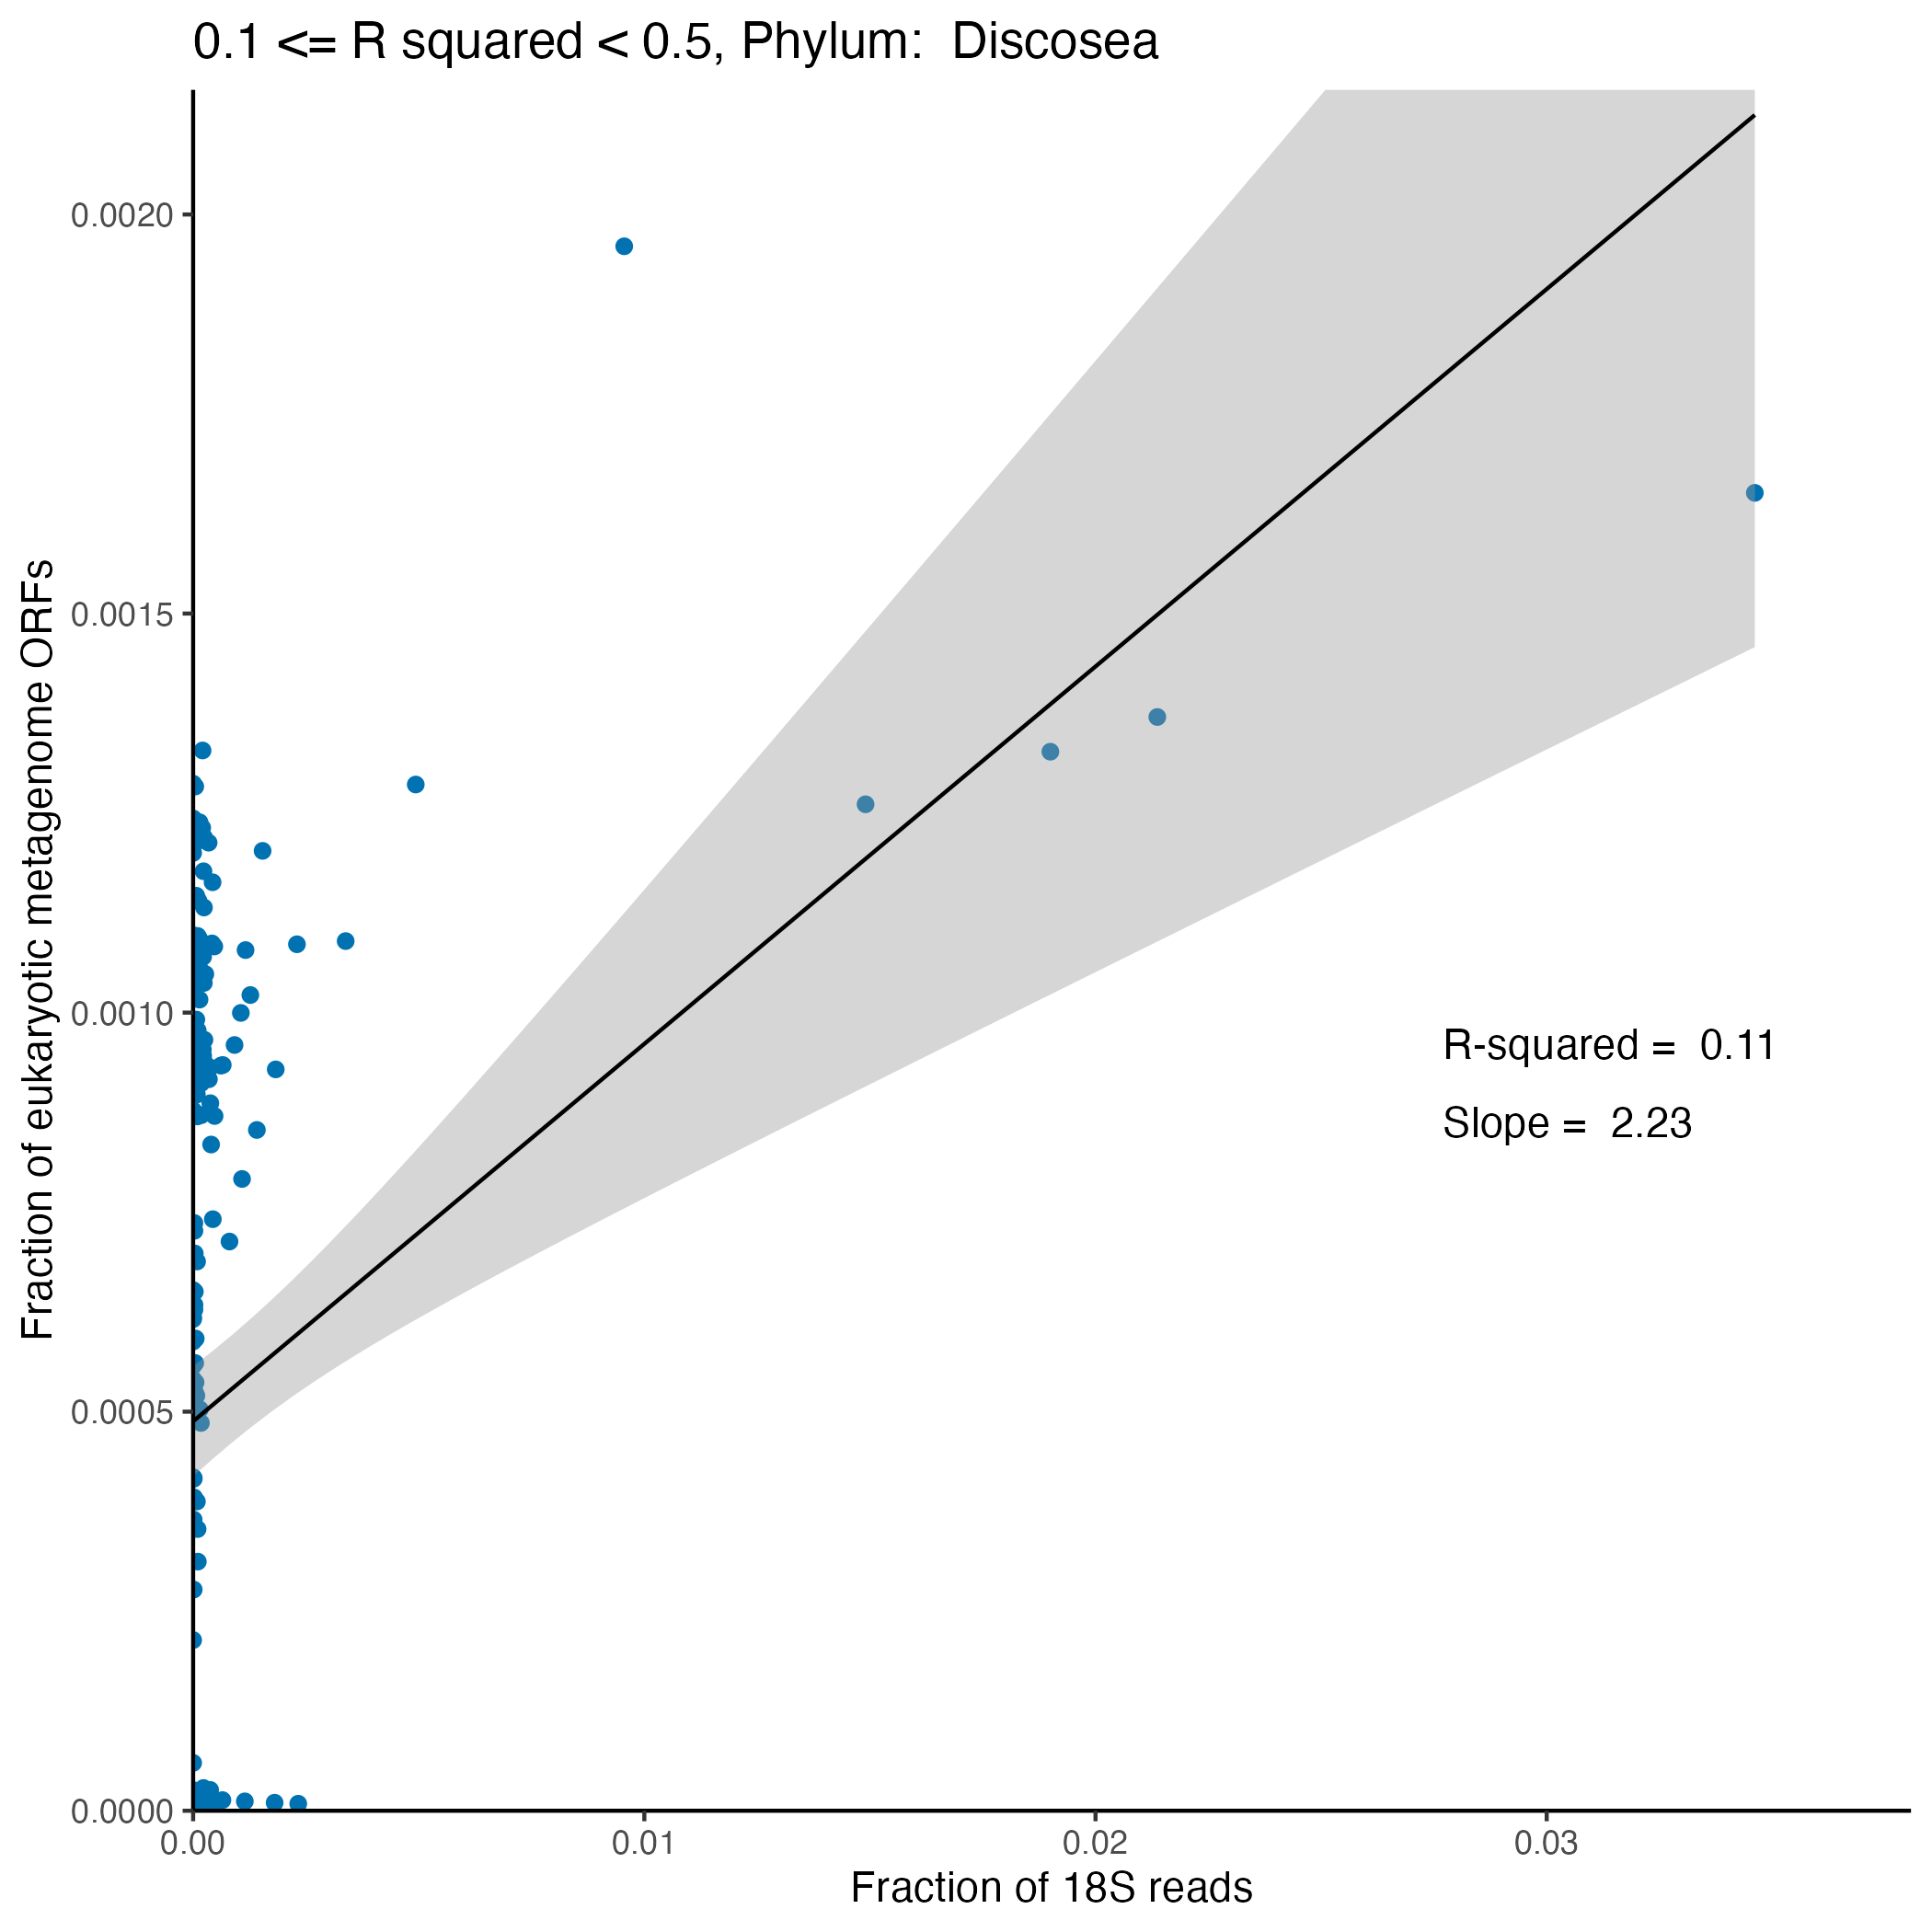 0.1 <= R squared < 0.5, Phylum:  Discosea
Fraction of eukaryotic metagenome ORFs
0.0020
0.0015
0.0010
0.0005
0.0000
R-squared =  0.11
Slope =  2.23
0.00 0.01 0.02 0.03
Fraction of 18S reads